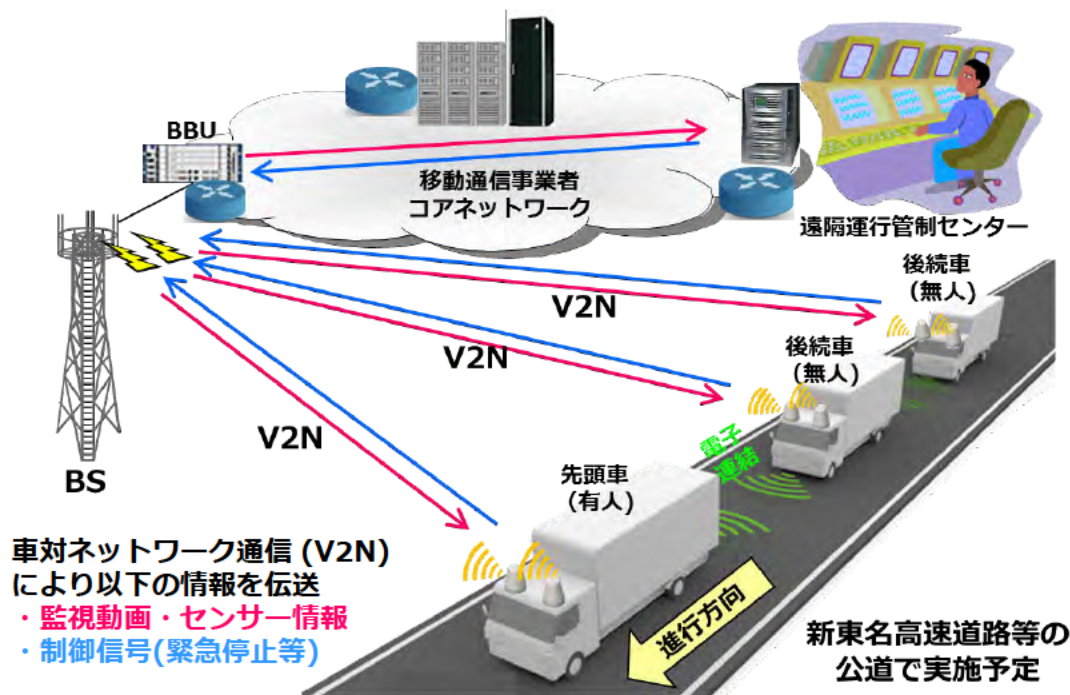 BBU
移動通信事業者
コアネットワーク
遠隔運行管制センター
後続車
（無人）
V2N
後続車
（無人）
V2N
V2N
電子
連結
BS
先頭車
（有人）
車対ネットワーク通信 (V2N)
により以下の情報を伝送
・監視動画・センサー情報
・制御信号(緊急停止等)
進行方向
新東名高速道路等の
公道で実施予定